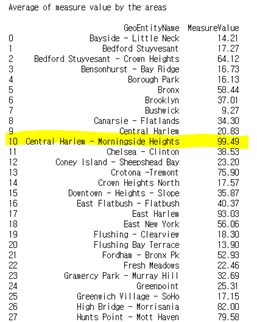 Average of measure value by the areas
GeoEntityName MeasureValue
0 Bayside - Little Neck 14.21
1 Bedford Stuyvesant 17.27
2 Bedford Stuyvesant - Crown Heights 64.12
3 Bensonhurst - Bay Ridge 16.73
4 Borough Park 16.13
5 Bronx 58.44
6 Brooklyn 37.01
7 Bushwick 9.27
8 Canarsie - Flatlands 34.30
9 Central Harlem 20.83
10 Central Harlem - Morningside Heights 99.49
11 Chelsea - Clinton 38.53
12 Coney Island - Sheepshead Bay 23.20
13 Crotona -Tremont 75.90
14 Crown Heights North 17.57
15 Downtown - Heights - Slope 35.87
16 East Flatbush - Flatbush 40.37
17 East Harlem 93.03
18 East New York 56.06
19 Flushing - Clearview 18.30
20 Flushing Bay Terrace 13.90
21 Fordham - Bronx Pk 52.93
22 Fresh Meadows 22.46
23 Gramercy Park - Murray Hill 32.69
24 Greenpoint 25.31
25 Greenwich Village - SoHo 17.15
26 High Bridge - Morrisania 82.00
27 Hunts Point - Mott Haven 79.58